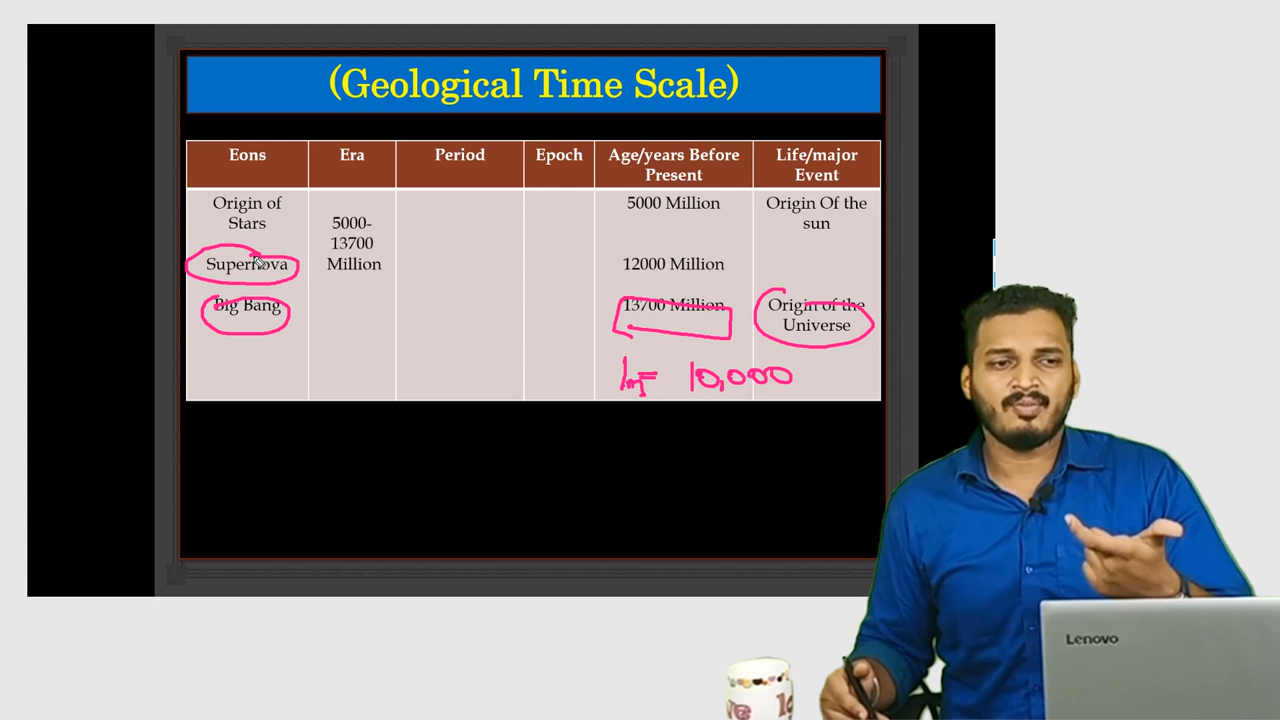 (Geological Time Scale)
Eons
Era
Period
Epoch
Age/years Before
Present
Life/major
Event
Origin of
Stars
5000-
13700
Million
5000 Million
Origin Of the
sun
Supernova
12000 Million
Big Bang
13700 Million
Origin of the
Universe
1m= 10,000
Lenovo